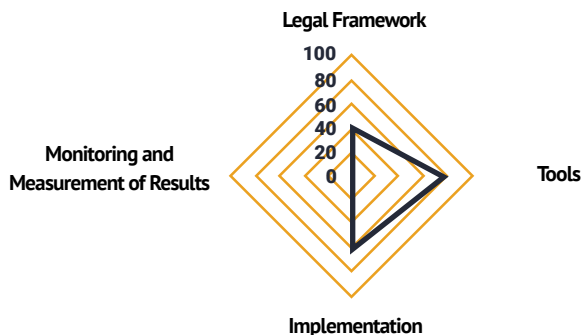 Legal Framework
100
80
60
40
20
0
Monitoring and
Measurement of Results
Tools
Implementation